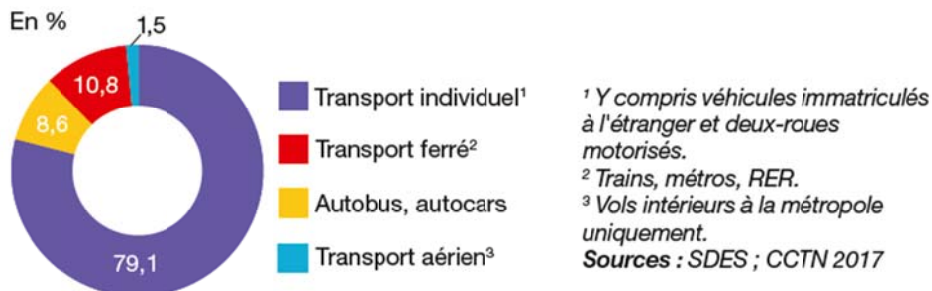 En %
1,5
10,8
8,6
79,1
Transport individuel¹
Transport ferré²
Autobus, autocars
Transport aérien³
¹ Y compris véhicules immatriculés
à l'étranger et deux-roues
motorisés.
² Trains, métros, RER.
³ Vols intérieurs à la métropole
uniquement.
Sources : SDES ; CCTN 2017